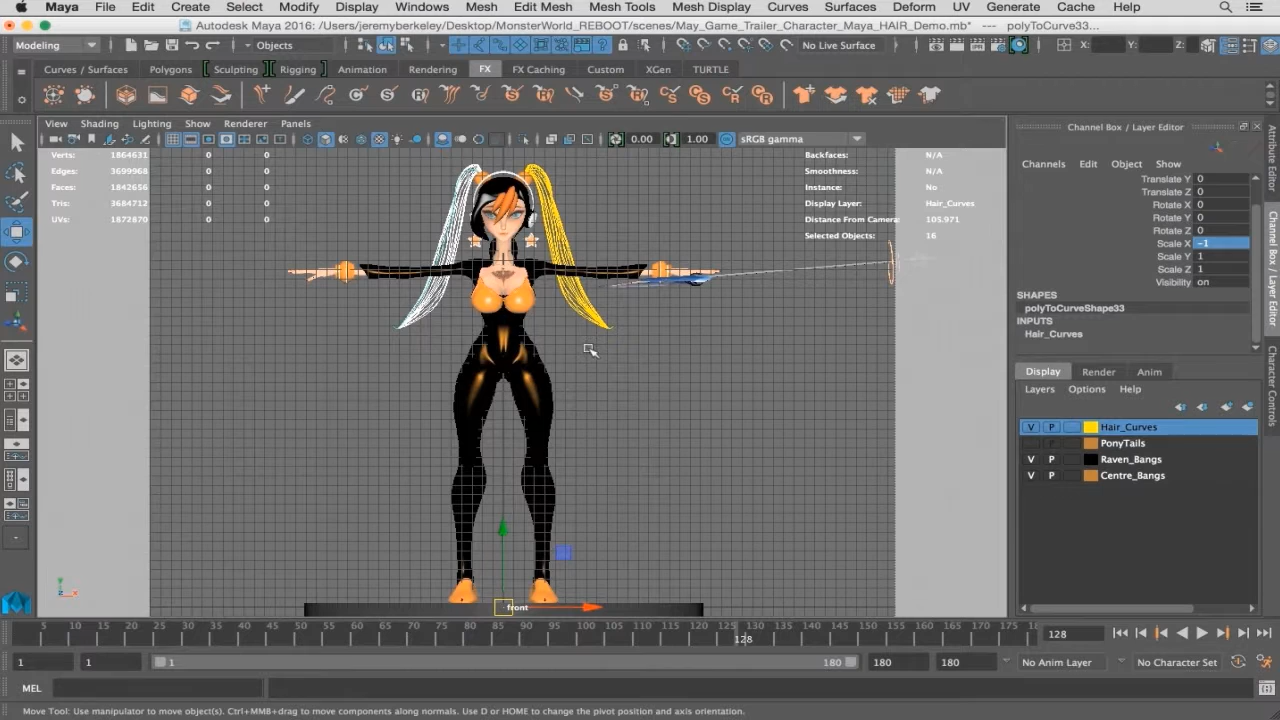 Maya File Edit Create Select Modify Display Windows Mesh Edit Mesh Mesh Tools Mesh Display Curves Surfaces Deform UV Generate Cache Help
Autodesk Maya 2016: /Users/jeremyberkeley/Desktop/MonsterWorld_REBOOT/scenes/May_Game_Trailer_Character_Maya_HAIR_Demo.mb* --- polyToCurve33...
Modeling Objects No Live Surface X: Y: Z:
Curves / Surfaces Polygons Sculpting Rigging Animation Rendering FX FX Caching Custom XGen TURTLE
View Shading Lighting Show Renderer Panels
0.00 1.00 sRGB gamma
Verts: 1864631 0 0
Edges: 3699968 0 0
Faces: 1842656 0 0
Tris: 3684712 0 0
UVs: 1872870 0 0
Backfaces: N/A
Smoothness: N/A
Instance: No
Display Layer: Hair_Curves
Distance From Camera: 105.971
Selected Objects: 16
front
Channel Box / Layer Editor
Channels Edit Object Show
Translate Y 0
Translate Z 0
Rotate X 0
Rotate Y 0
Rotate Z 0
Scale X -1
Scale Y 1
Scale Z 1
Visibility on
SHAPES
polyToCurveShape33
INPUTS
Hair_Curves
Display Render Anim
Layers Options Help
V P Hair_Curves
PonyTails
V P Raven_Bangs
V P Centre_Bangs
Attribute Editor
Channel Box / Layer Editor
Character Controls
5 10 15 20 25 30 35 40 45 50 55 60 65 70 75 80 85 90 95 100 105 110 115 120 125 130 135 140 145 150 155 160 165 170 175 18
128
128
1 1 1 180 180 180 No Anim Layer No Character Set
MEL
Move Tool: Use manipulator to move object(s). Ctrl+MMB+drag to move components along normals. Use D or HOME to change the pivot position and axis orientation.